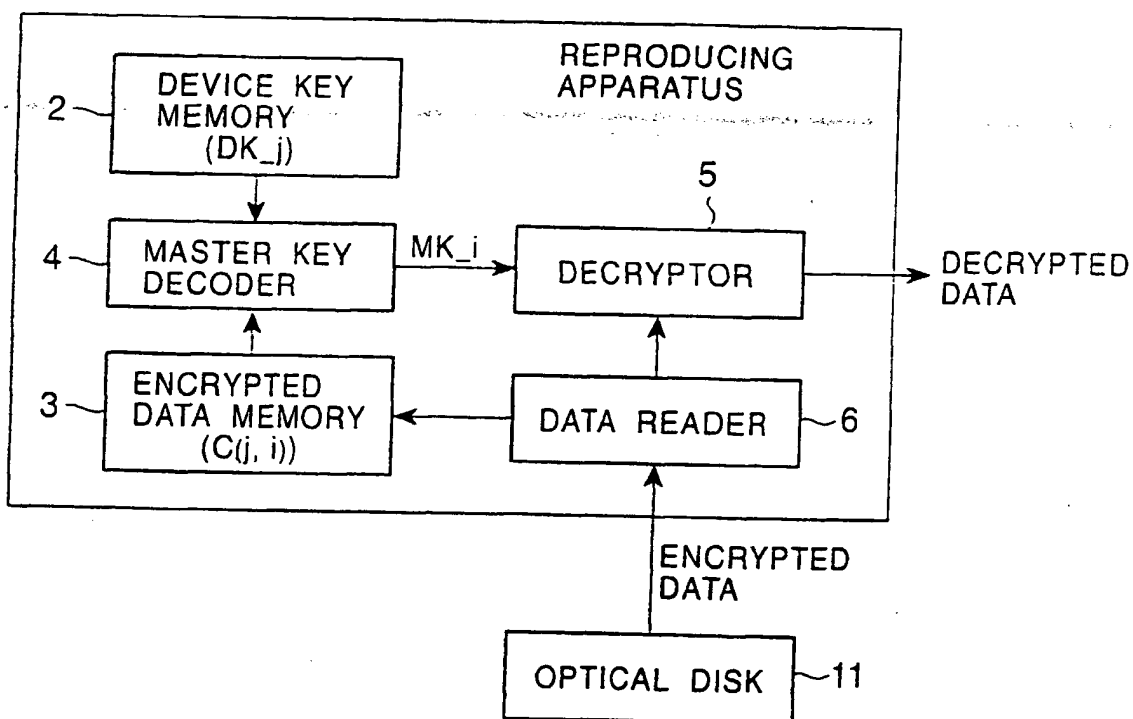 REPRODUCING
APPARATUS
2
DEVICE KEY
MEMORY
(DK_j)
5
4
MASTER KEY
DECODER
MK_i
DECRYPTOR
DECRYPTED
DATA
3
ENCRYPTED
DATA MEMORY
(C(j, i))
DATA READER
6
ENCRYPTED
DATA
OPTICAL DISK
11